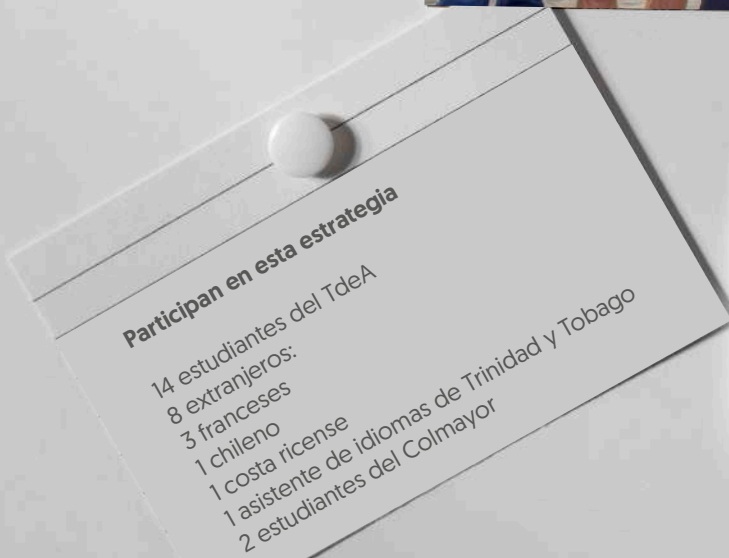 Participan en esta estrategia
14 estudiantes del TdeA
8 extranjeros:
3 franceses
1 chileno
1 costa ricense
1 asistente de idiomas de Trinidad y Tobago
2 estudiantes del Colmayor